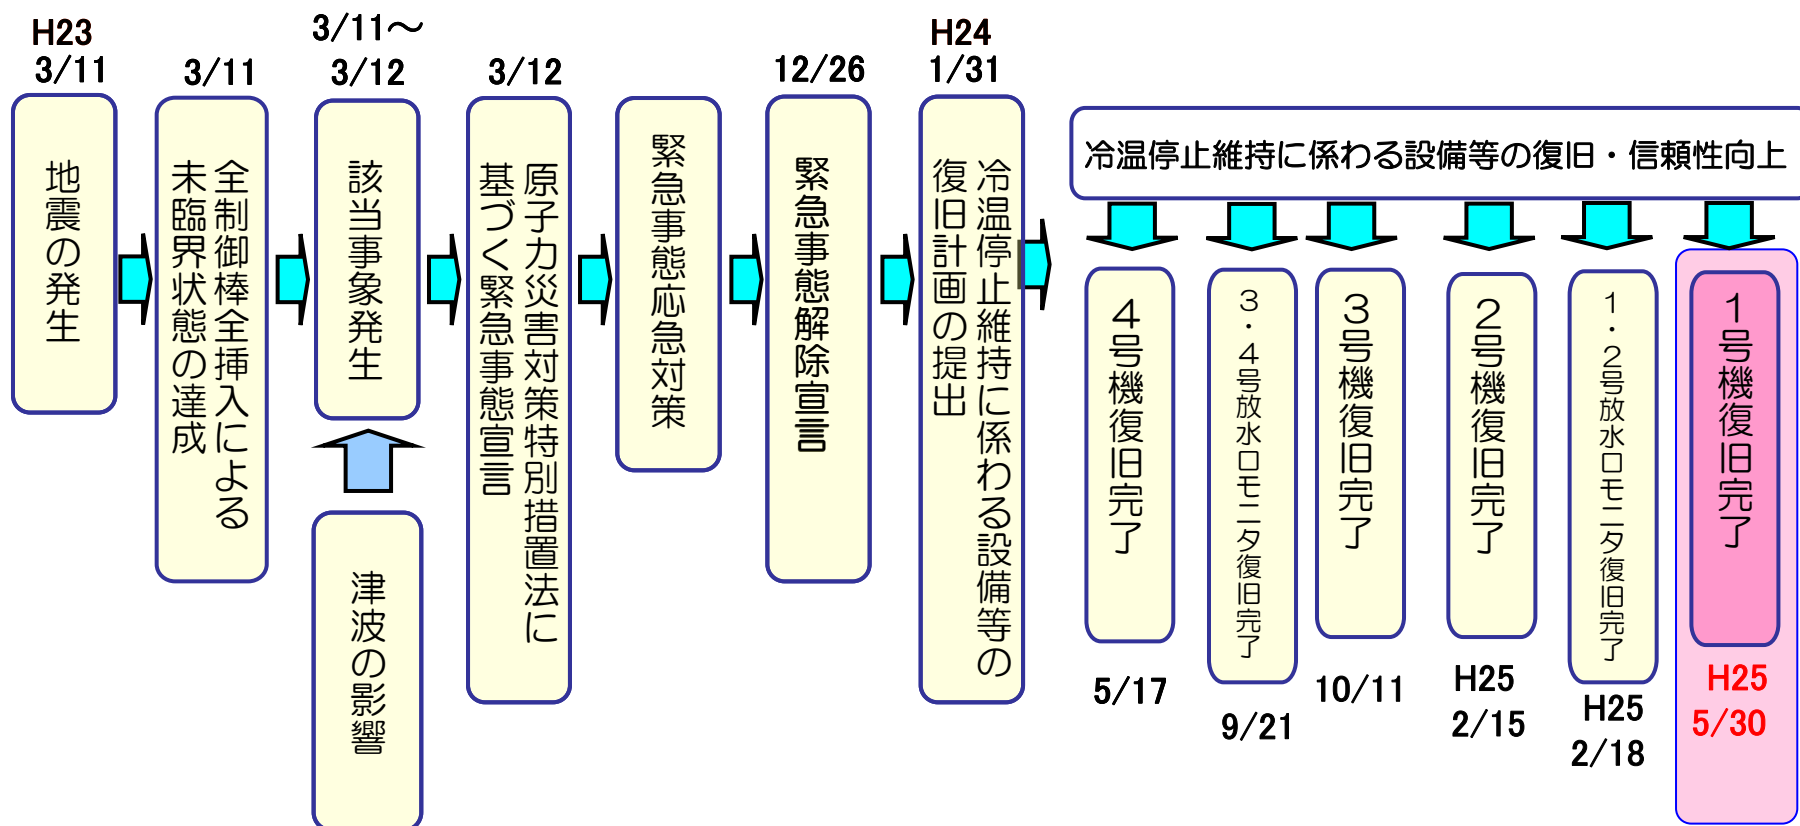 H23
3/11
地震の発生
3/11
全制御棒全挿入による
未臨界状態の達成
3/11～
3/12
該当事象発生
津波の影響
3/12
原子力災害対策特別措置法に
基づく緊急事態宣言
緊急事態応急対策
12/26
緊急事態解除宣言
H24
1/31
冷温停止維持に係わる設備等の
復旧計画の提出
冷温停止維持に係わる設備等の復旧・信頼性向上
４号機復旧完了
5/17
３・４号放水口モニタ復旧完了
9/21
３号機復旧完了
10/11
２号機復旧完了
H25
2/15
１・２号放水口モニタ復旧完了
H25
2/18
１号機復旧完了
H25
5/30